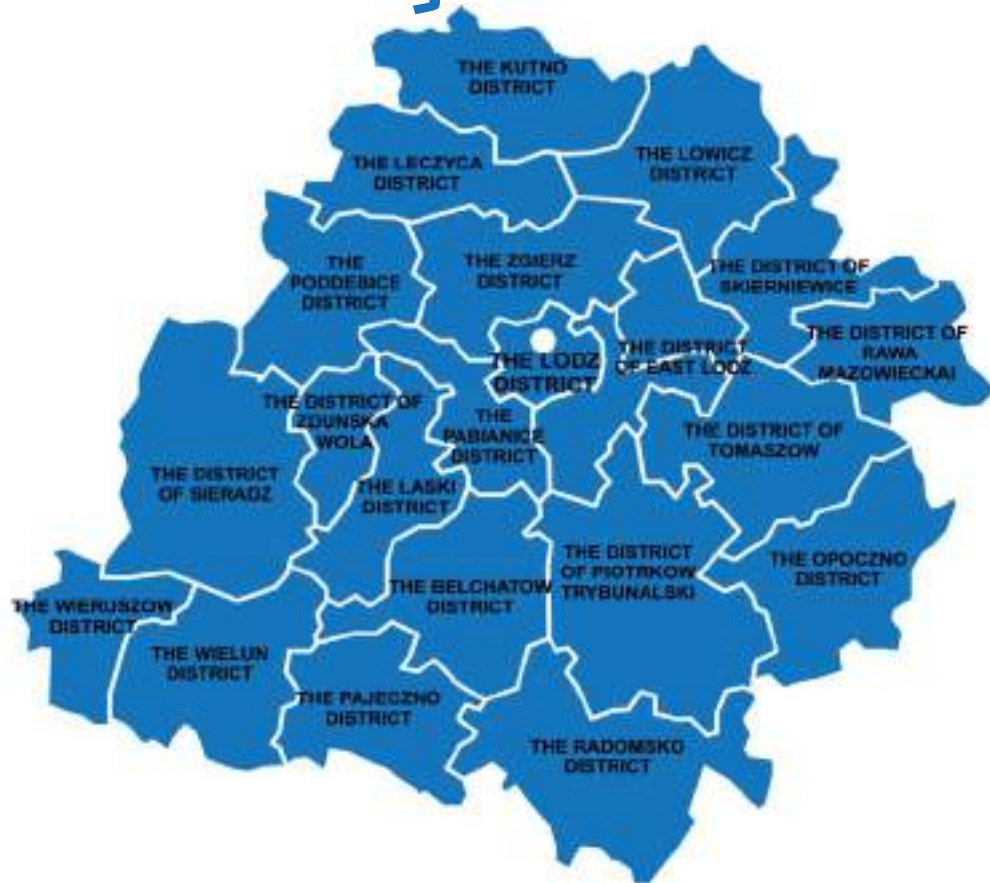 THE KUTNO
DISTRICT
THE LOWICZ
DISTRICT
THE LECZYCA
DISTRICT
THE
PODDEBICE
DISTRICT
THE ZGIERZ
DISTRICT
THE DISTRICT OF
SKIERNIEWICE
THE DISTRICT OF
RAWA
MAZOWIECKAI
THE DISTRICT
OF EAST LODZ
THE LODZ
DISTRICT
THE DISTRICT OF
ZDUNSKA
WOLA
THE
PABIANICE
DISTRICT
THE DISTRICT OF
TOMASZOW
THE DISTRICT
OF SIERADZ
THE LASKI
DISTRICT
THE DISTRICT
OF PIOTRKOW
TRYBUNALSKI
THE OPOCZNO
DISTRICT
THE BELCHATOW
DISTRICT
THE WIERUSZOW
DISTRICT
THE WIELUN
DISTRICT
THE PAJECZNO
DISTRICT
THE RADOMSKO
DISTRICT